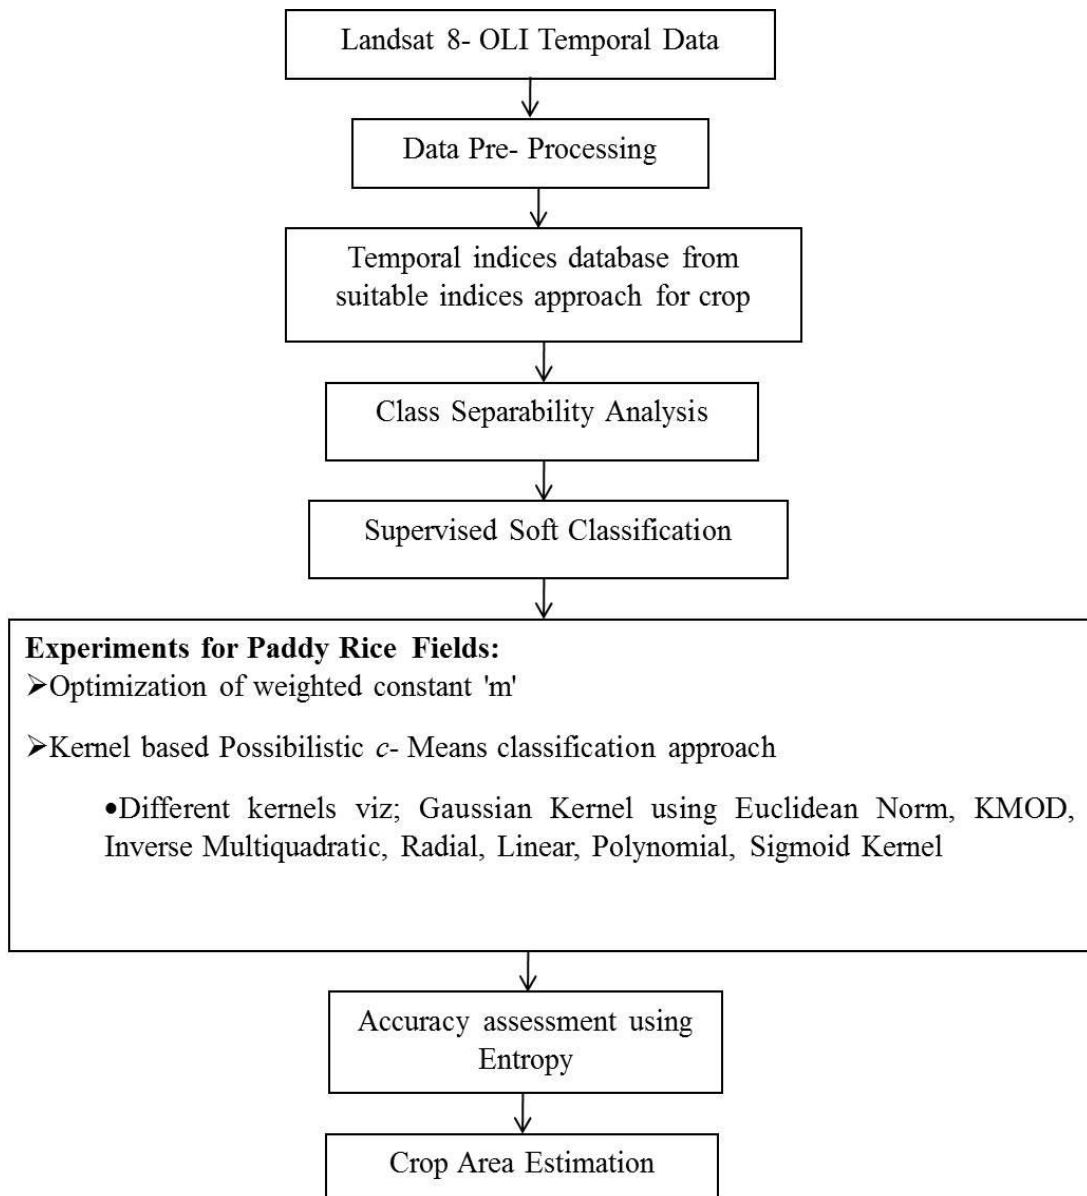 Landsat 8- OLI Temporal Data
Data Pre- Processing
Temporal indices database from
suitable indices approach for crop
Class Separability Analysis
Supervised Soft Classification
Experiments for Paddy Rice Fields:
➢Optimization of weighted constant 'm'
➢Kernel based Possibilistic c- Means classification approach
•Different kernels viz; Gaussian Kernel using Euclidean Norm, KMOD,
Inverse Multiquadratic, Radial, Linear, Polynomial, Sigmoid Kernel
Accuracy assessment using
Entropy
Crop Area Estimation